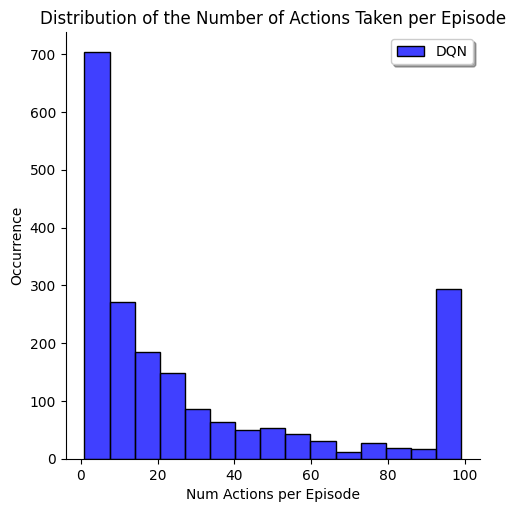 Distribution of the Number of Actions Taken per Episode
DQN
700
600
500
400
300
200
100
0
Occurrence
0 20 40 60 80 100
Num Actions per Episode